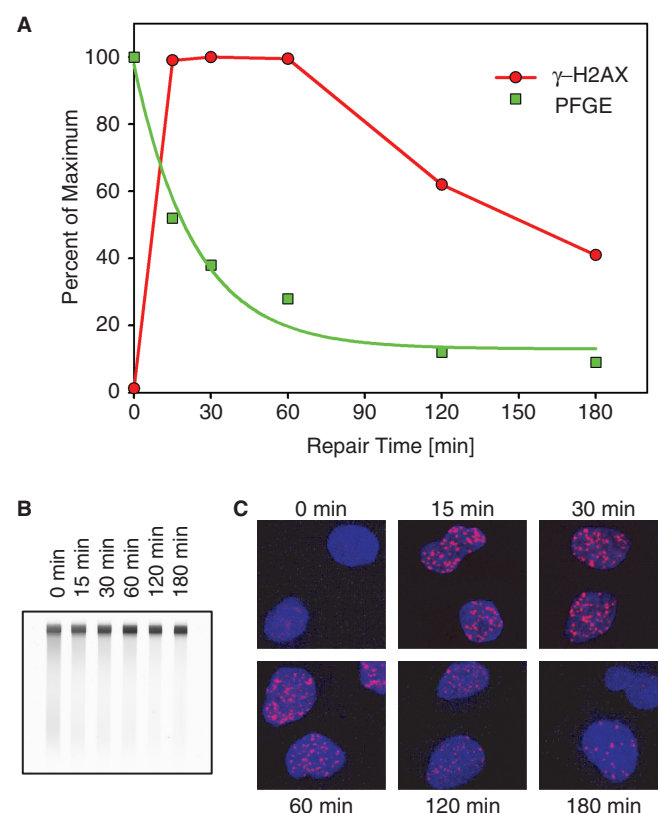 A
100
80
60
40
20
0
Percent of Maximum
γ–H2AX
PFGE
0 30 60 90 120 150 180
Repair Time [min]
B
0 min
15 min
30 min
60 min
120 min
180 min
C
0 min 15 min 30 min
60 min 120 min 180 min